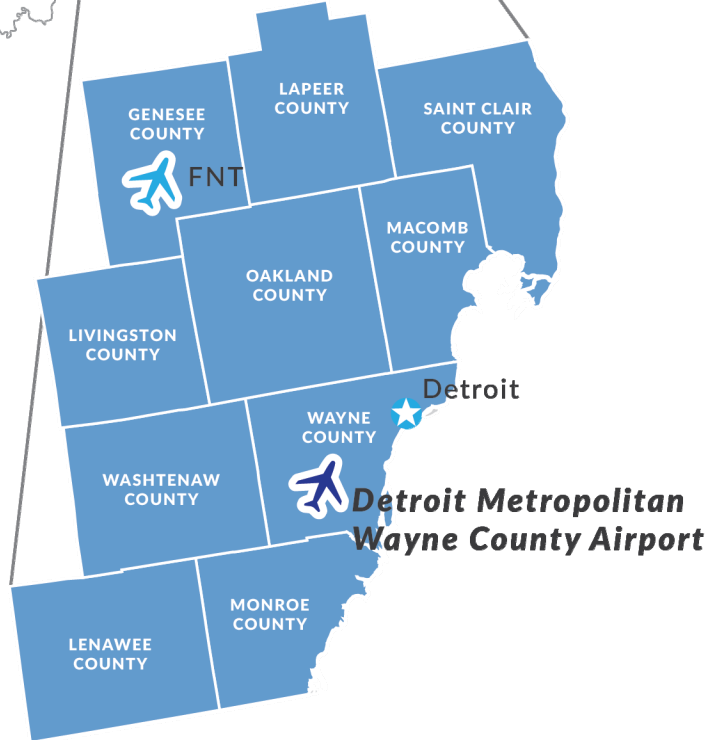 LAPEER
COUNTY
GENESEE
COUNTY
SAINT CLAIR
COUNTY
FNT
MACOMB
COUNTY
OAKLAND
COUNTY
LIVINGSTON
COUNTY
Detroit
WAYNE
COUNTY
WASHTENAW
COUNTY
Detroit Metropolitan
Wayne County Airport
MONROE
COUNTY
LENAWEE
COUNTY